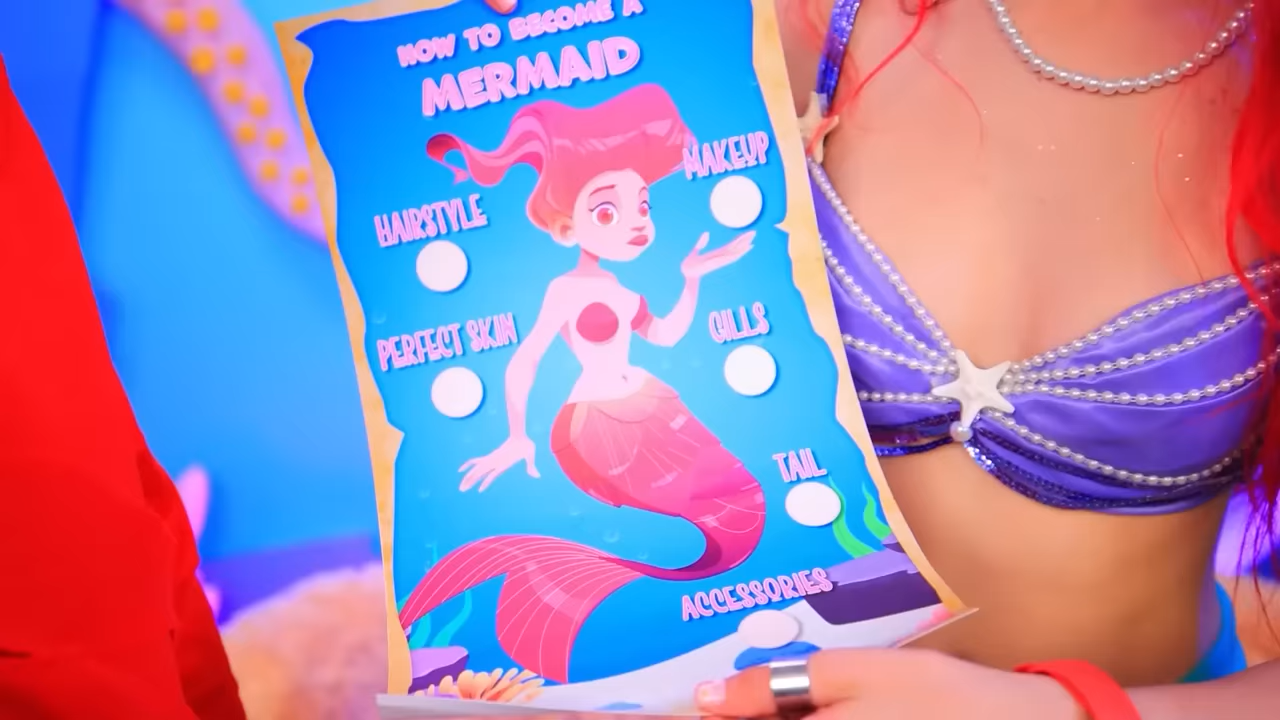 HOW TO BECOME A
MERMAID
MAKEUP
HAIRSTYLE
PERFECT SKIN
GILLS
TAIL
ACCESSORIES